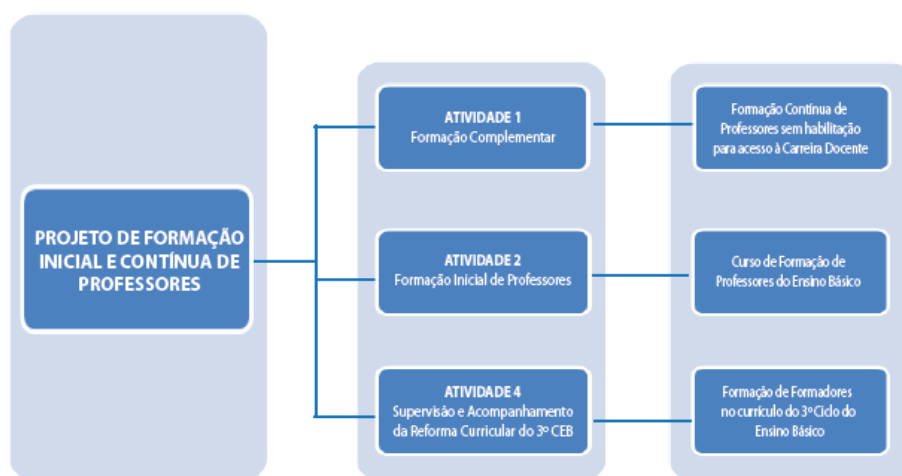 PROJETO DE FORMAÇÃO
INICIAL E CONTÍNUA DE
PROFESSORES
ATIVIDADE 1
Formação Complementar
Formação Contínua de
Professores sem habilitação
para acesso à Carreira Docente
ATIVIDADE 2
Formação Inicial de Professores
Curso de Formação de
Professores do Ensino Básico
ATIVIDADE 4
Supervisão e Acompanhamento
da Reforma Curricular do 3º CEB
Formação de Formadores
no currículo do 3º Ciclo do
Ensino Básico